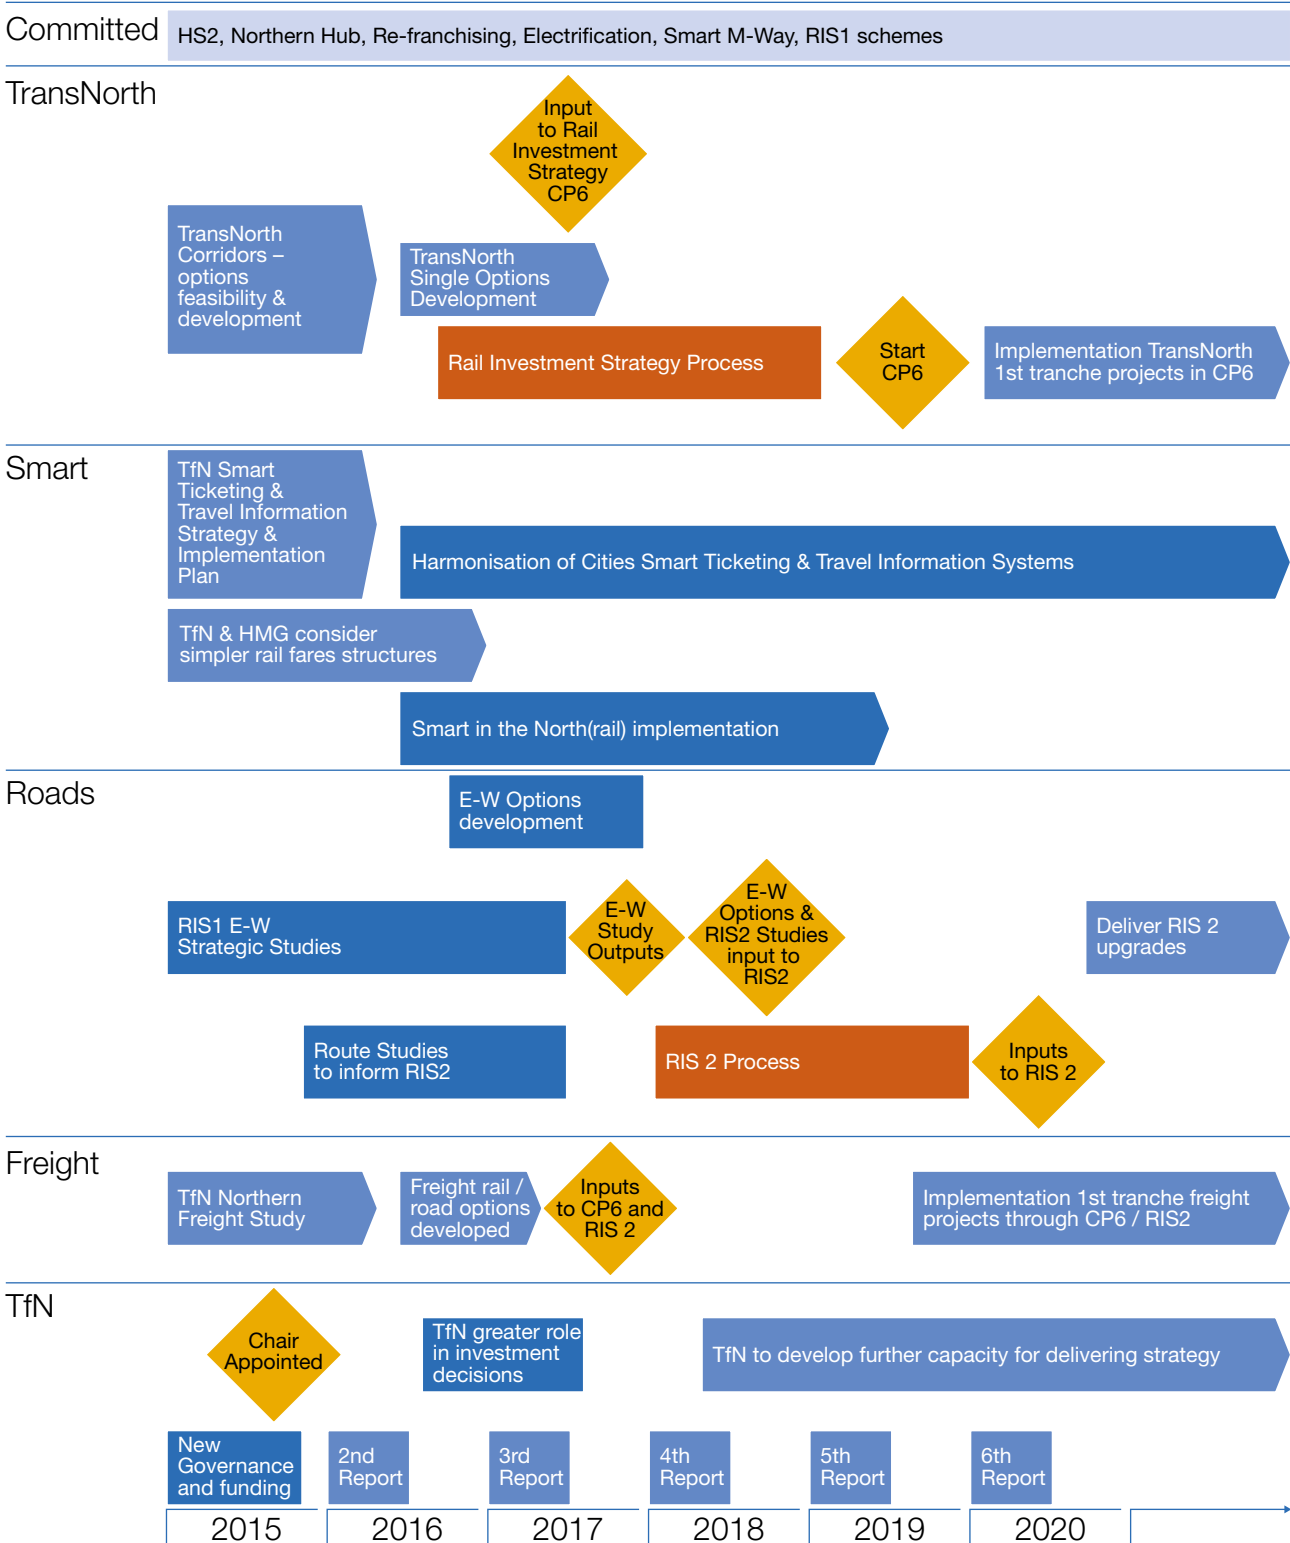 Committed
HS2, Northern Hub, Re-franchising, Electrification, Smart M-Way, RIS1 schemes
TransNorth
Input
to Rail
Investment
Strategy
CP6
TransNorth
Corridors –
options
feasibility &
development
TransNorth
Single Options
Development
Rail Investment Strategy Process
Start
CP6
Implementation TransNorth
1st tranche projects in CP6
Smart
TfN Smart
Ticketing &
Travel Information
Strategy &
Implementation
Plan
Harmonisation of Cities Smart Ticketing & Travel Information Systems
TfN & HMG consider
simpler rail fares structures
Smart in the North(rail) implementation
Roads
E-W Options
development
RIS1 E-W
Strategic Studies
E-W
Study
Outputs
E-W
Options &
RIS2 Studies
input to
RIS2
Deliver RIS 2
upgrades
Route Studies
to inform RIS2
RIS 2 Process
Inputs
to RIS 2
Freight
TfN Northern
Freight Study
Freight rail /
road options
developed
Inputs
to CP6 and
RIS 2
Implementation 1st tranche freight
projects through CP6 / RIS2
TfN
Chair
Appointed
TfN greater role
in investment
decisions
TfN to develop further capacity for delivering strategy
New
Governance
and funding
2nd
Report
3rd
Report
4th
Report
5th
Report
6th
Report
2015
2016
2017
2018
2019
2020